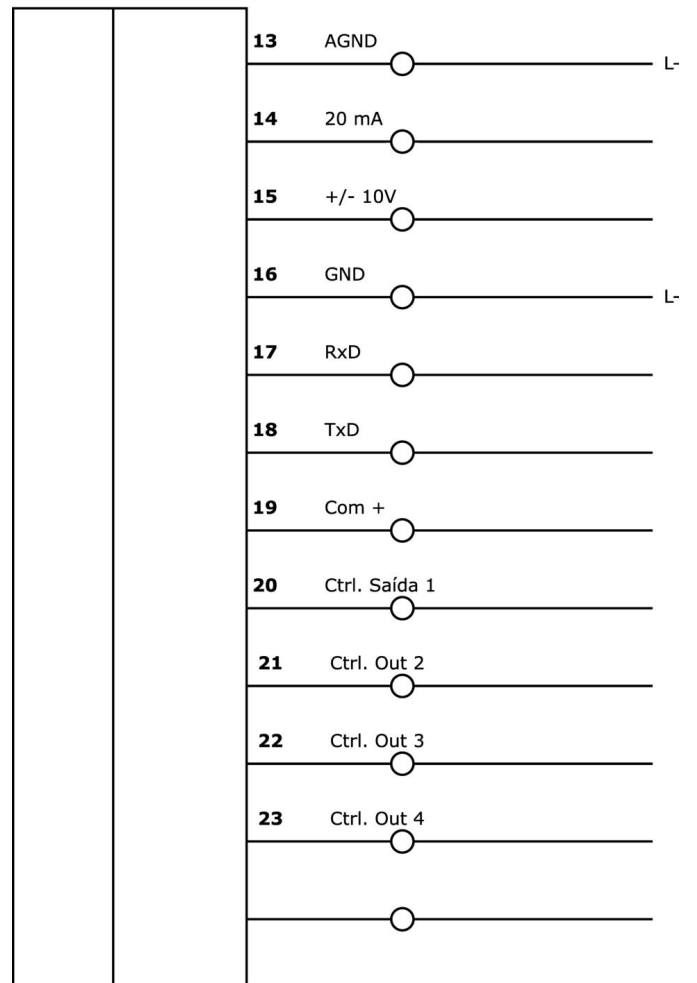 13 AGND
L-
14 20 mA
15 +/- 10V
16 GND
L-
17 RxD
18 TxD
19 Com +
20 Ctrl. Saída 1
21 Ctrl. Out 2
22 Ctrl. Out 3
23 Ctrl. Out 4